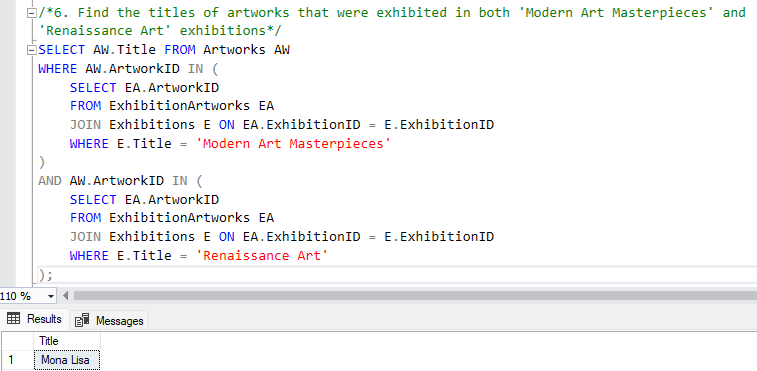 /*6. Find the titles of artworks that were exhibited in both 'Modern Art Masterpieces' and
'Renaissance Art' exhibitions*/
SELECT AW.Title FROM Artworks AW
WHERE AW.ArtworkID IN (
    SELECT EA.ArtworkID
    FROM ExhibitionArtworks EA
    JOIN Exhibitions E ON EA.ExhibitionID = E.ExhibitionID
    WHERE E.Title = 'Modern Art Masterpieces'
)
AND AW.ArtworkID IN (
    SELECT EA.ArtworkID
    FROM ExhibitionArtworks EA
    JOIN Exhibitions E ON EA.ExhibitionID = E.ExhibitionID
    WHERE E.Title = 'Renaissance Art'
);
110 %
Results Messages
Title
1 Mona Lisa